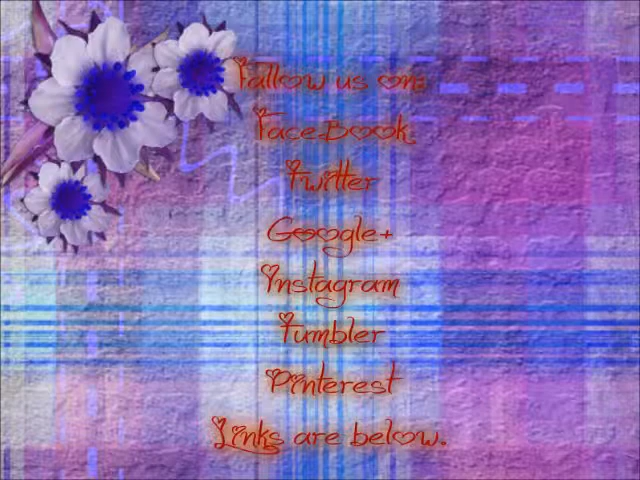 Follow us on:
FaceBook
Twitter
Google+
Instagram
Tumbler
Pinterest
Links are below.